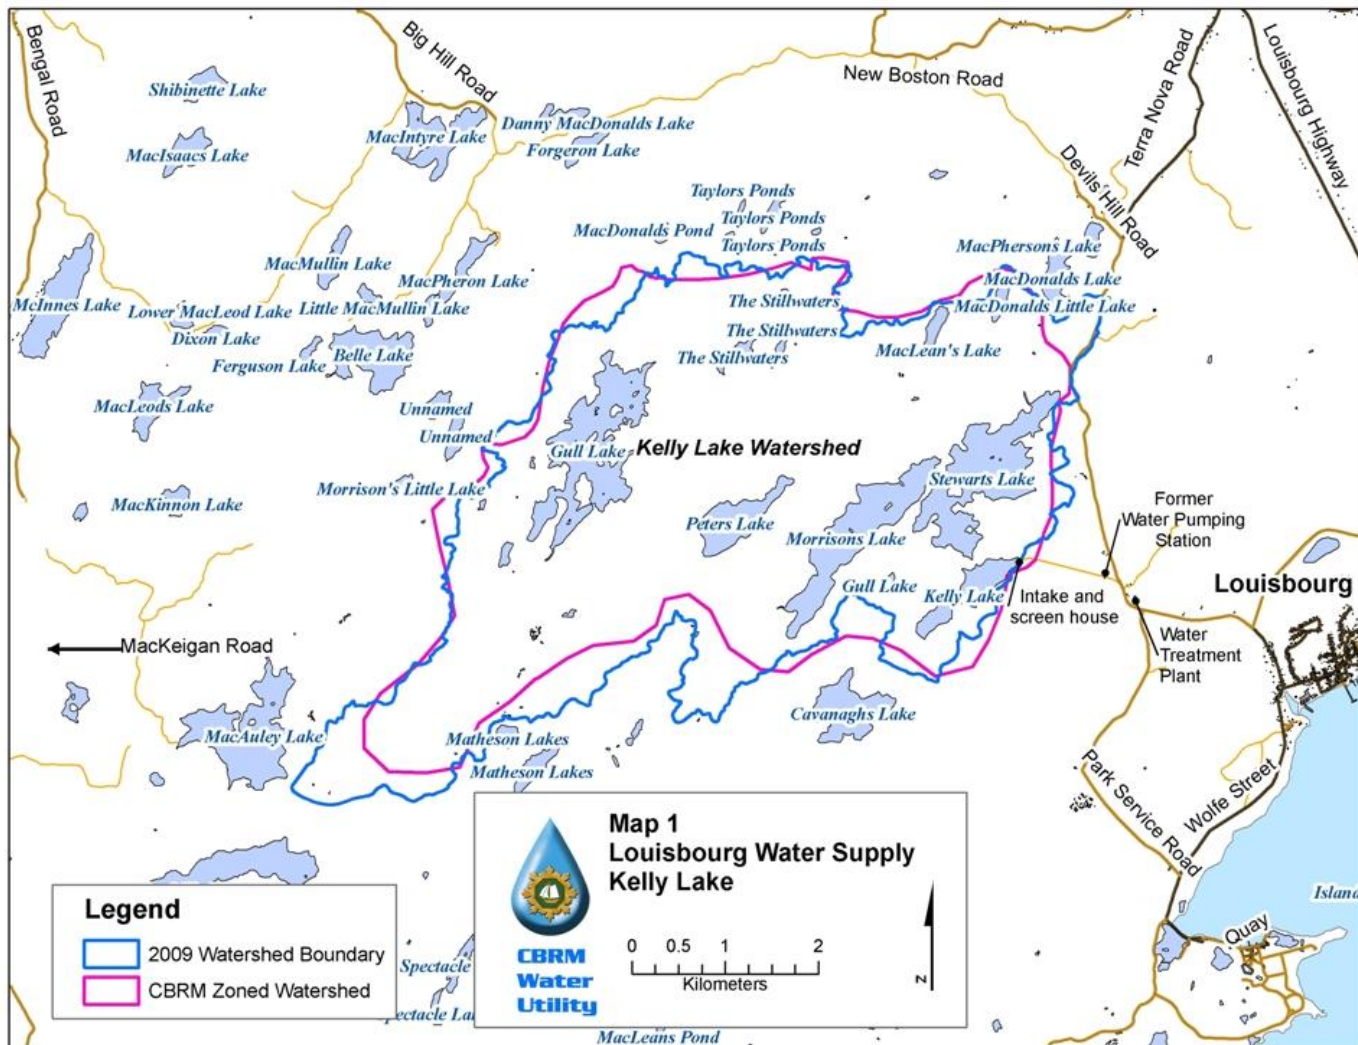 Bengal Road
Big Hill Road
New Boston Road
Terra Nova Road
Louisbourg Highway
Devils Hill Road
Shibinette Lake
MacIsaacs Lake
MacIntyre Lake
Danny MacDonalds Lake
Forgeron Lake
Taylors Ponds
Taylors Ponds
Taylors Ponds
MacDonalds Pond
MacPhersons Lake
MacDonalds Lake
MacDonalds Little Lake
MacMullin Lake
MacPheron Lake
McInnes Lake
Lower MacLeod Lake
Little MacMullin Lake
Dixon Lake
Ferguson Lake
Belle Lake
The Stillwaters
The Stillwaters
The Stillwaters
MacLean's Lake
MacLeods Lake
Unnamed
Unnamed
Gull Lake
Kelly Lake Watershed
Stewarts Lake
Morrison's Little Lake
MacKinnon Lake
Peters Lake
Morrisons Lake
Gull Lake
Kelly Lake
Former
Water Pumping
Station
Intake and
screen house
Louisbourg
Water
Treatment
Plant
MacKeigan Road
MacAuley Lake
Matheson Lakes
Matheson Lakes
Cavanaghs Lake
Park Service Road
Wolfe Street
Island
Quay
Map 1
Louisbourg Water Supply
Kelly Lake
CBRM
Water
Utility
0 0.5 1 2
Kilometers
z
Legend
2009 Watershed Boundary
CBRM Zoned Watershed
Spectacle
pectacle La
MacLeans Pond